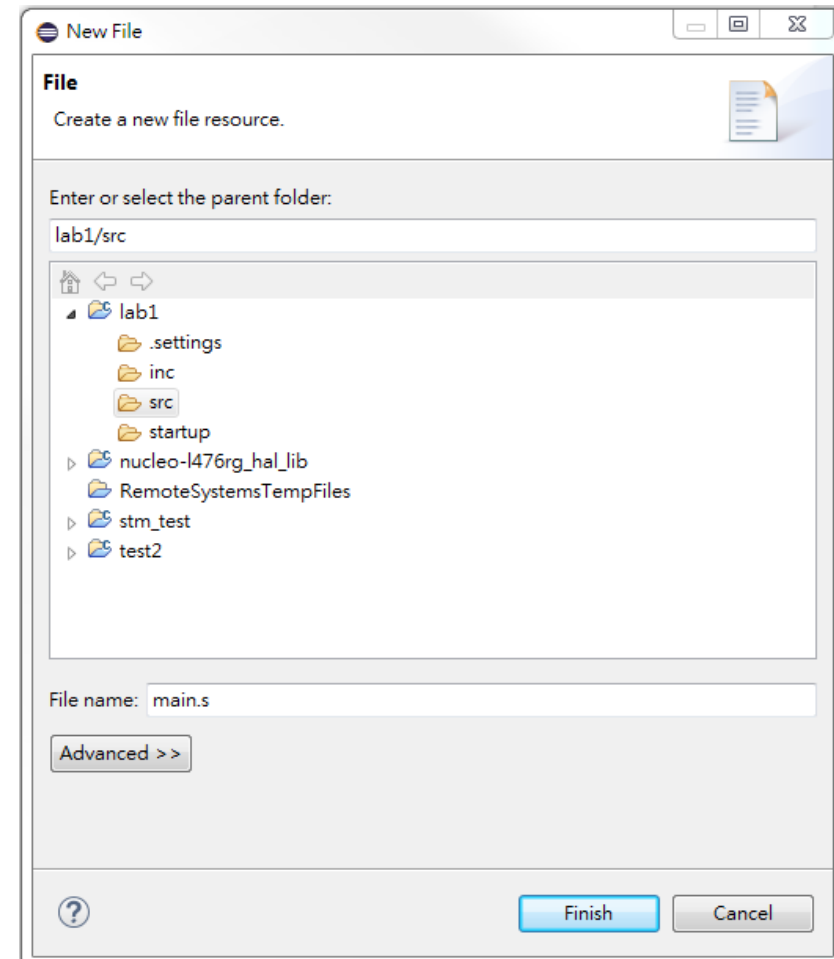 New File
File
Create a new file resource.
Enter or select the parent folder:
lab1/src
lab1
.settings
inc
src
startup
nucleo-l476rg_hal_lib
RemoteSystemsTempFiles
stm_test
test2
File name: main.s
Advanced >>
Finish Cancel